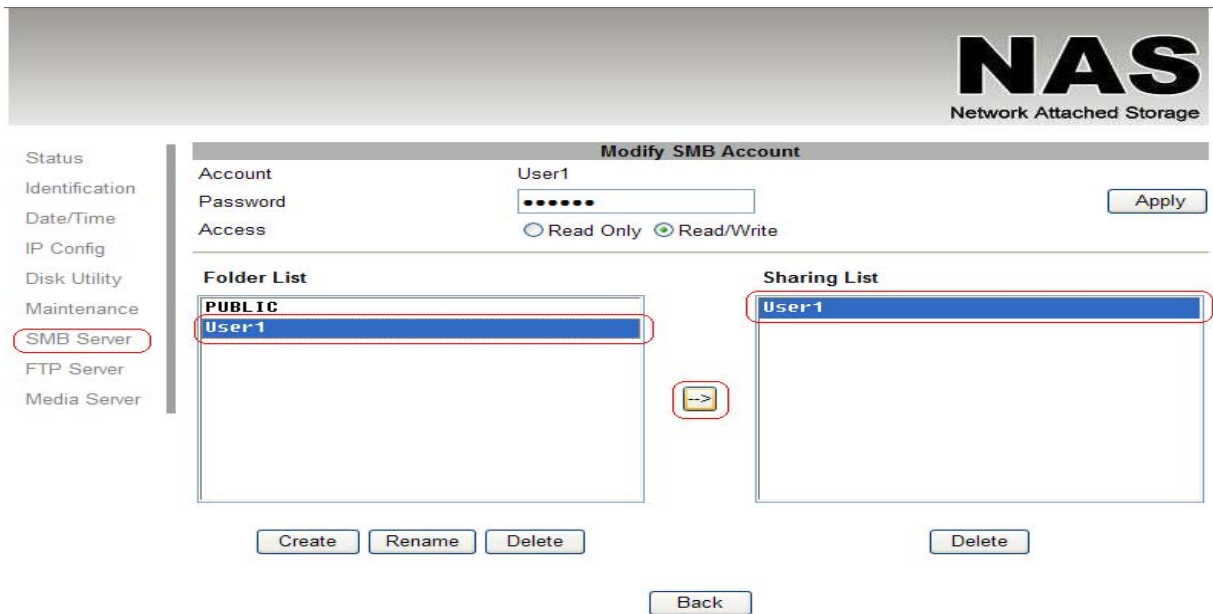 NAS
Network Attached Storage
Status
Identification
Date/Time
IP Config
Disk Utility
Maintenance
SMB Server
FTP Server
Media Server
Modify SMB Account
Account User1
Password ●●●●●● Apply
Access Read Only Read/Write
Folder List Sharing List
PUBLIC User1
User1
-->
Create Rename Delete Delete
Back